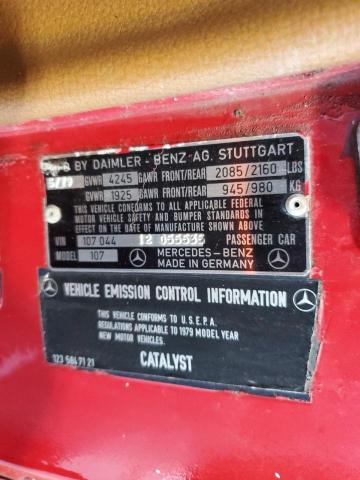 BY DAIMLER - BENZ AG. STUTTGART
GVWR 4245 GAWR FRONT/REAR 2085/2160 LBS
GVWR 1925 GAWR FRONT/REAR 945/980 KG
THIS VEHICLE CONFORMS TO ALL APPLICABLE FEDERAL
MOTOR VEHICLE SAFETY AND BUMPER STANDARDS IN
EFFECT ON THE DATE OF MANUFACTURE SHOWN ABOVE
VIN 107 044 12 055535 PASSENGER CAR
MODEL 107 MERCEDES-BENZ
MADE IN GERMANY
VEHICLE EMISSION CONTROL INFORMATION
THIS VEHICLE CONFORMS TO U.S.E.P.A.
REGULATIONS APPLICABLE TO 1979 MODEL YEAR
NEW MOTOR VEHICLES.
123 584 71 21 CATALYST